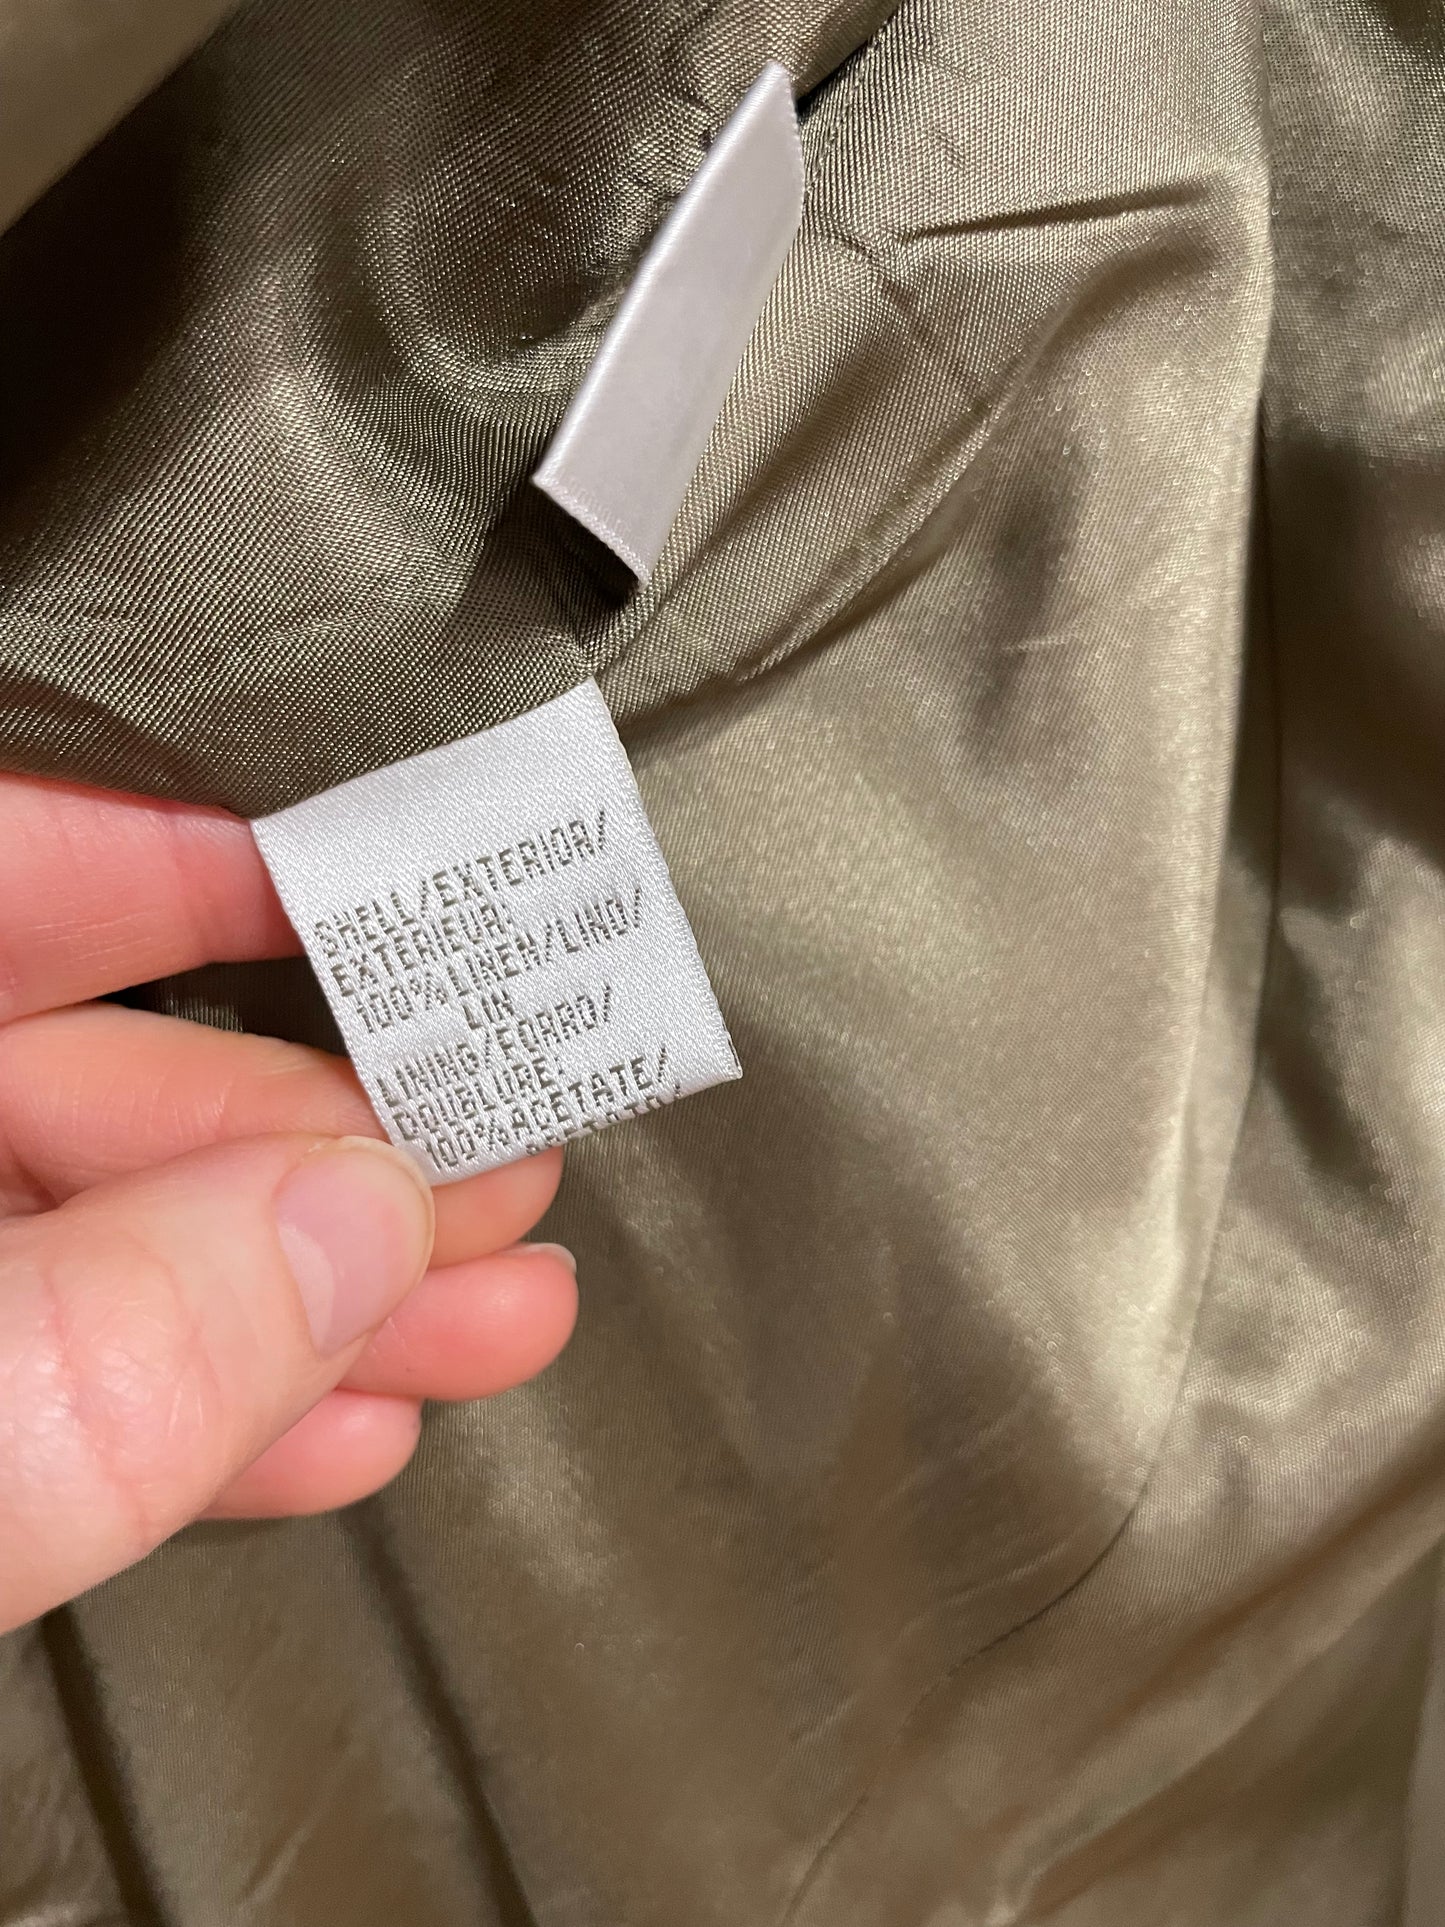 SHELL/EXTERIOR/
EXTERIEUR:
100% LINEN/LINO/
LIN
LINING/FORRO/
DOUBLURE:
100% ACETATE/